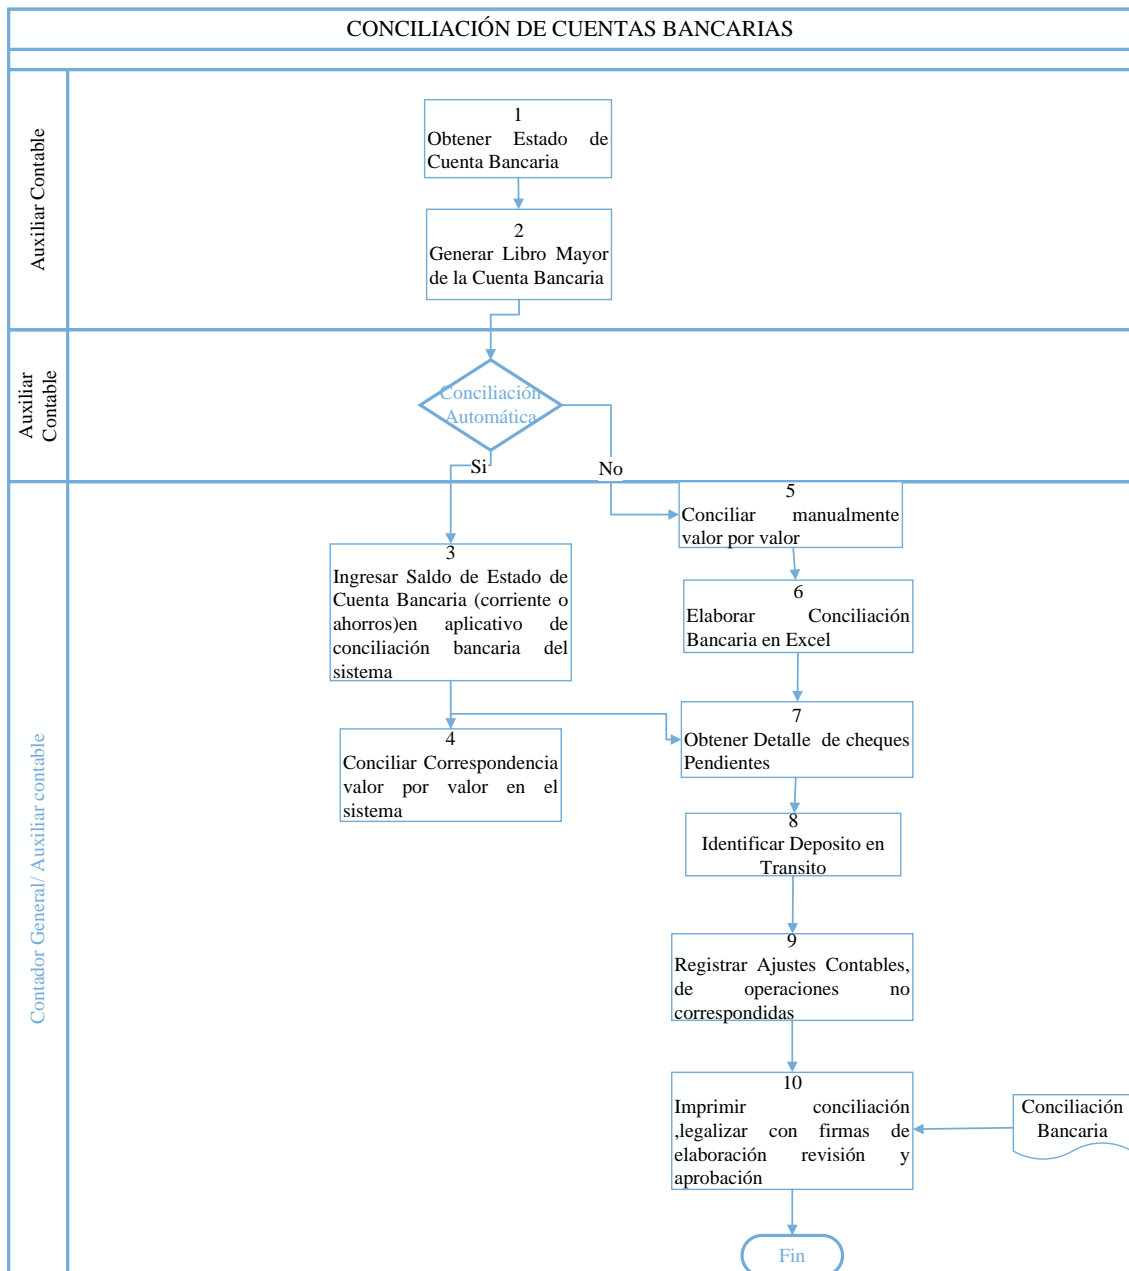 CONCILIACIÓN DE CUENTAS BANCARIAS
Auxiliar Contable
1
Obtener Estado de
Cuenta Bancaria
2
Generar Libro Mayor
de la Cuenta Bancaria
Auxiliar
Contable
Conciliación
Automática
Si
No
Contador General/ Auxiliar contable
3
Ingresar Saldo de Estado de
Cuenta Bancaria (corriente o
ahorros)en aplicativo de
conciliación bancaria del
sistema
4
Conciliar Correspondencia
valor por valor en el
sistema
5
Conciliar manualmente
valor por valor
6
Elaborar Conciliación
Bancaria en Excel
7
Obtener Detalle de cheques
Pendientes
8
Identificar Deposito en
Transito
9
Registrar Ajustes Contables,
de operaciones no
correspondidas
10
Imprimir conciliación
,legalizar con firmas de
elaboración revisión y
aprobación
Conciliación
Bancaria
Fin